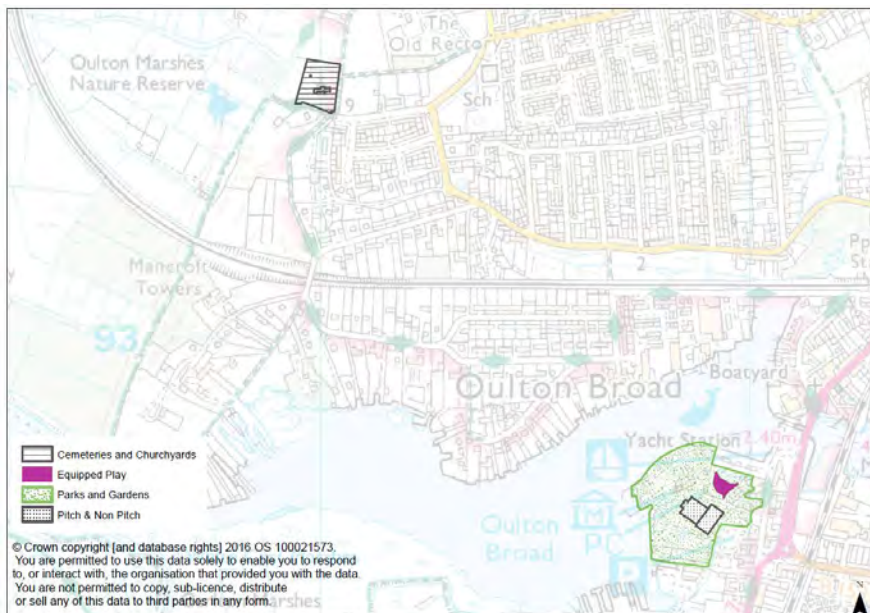 The
Old Rectory
Oulton Marshes
Nature Reserve
Sch
9
Mancroft
Towers
2
93
Oulton Broad
Boatyard
Yacht Station
2.40m
Oulton
Broad
PC
P
Cemeteries and Churchyards
Equipped Play
Parks and Gardens
Pitch & Non Pitch
© Crown copyright [and database rights] 2016 OS 100021573.
You are permitted to use this data solely to enable you to respond
to, or interact with, the organisation that provided you with the data.
You are not permitted to copy, sub-licence, distribute
or sell any of this data to third parties in any form.
Marshes
N